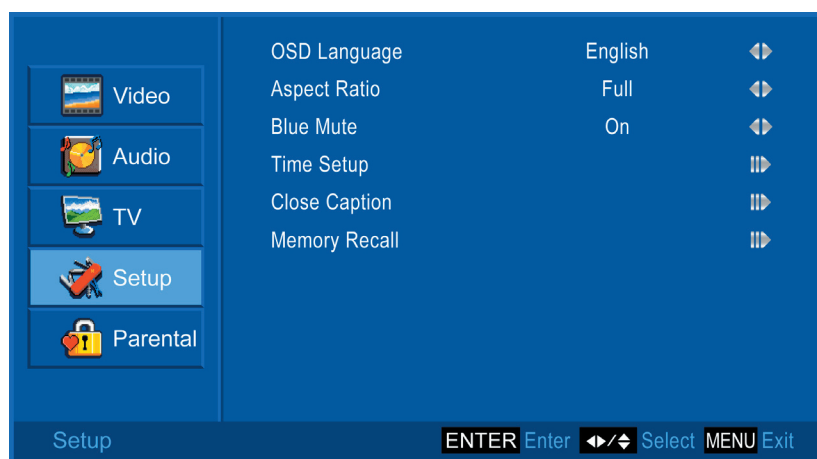 Video
Audio
TV
Setup
Parental
OSD Language English
Aspect Ratio Full
Blue Mute On
Time Setup
Close Caption
Memory Recall
Setup ENTER Enter / Select MENU Exit